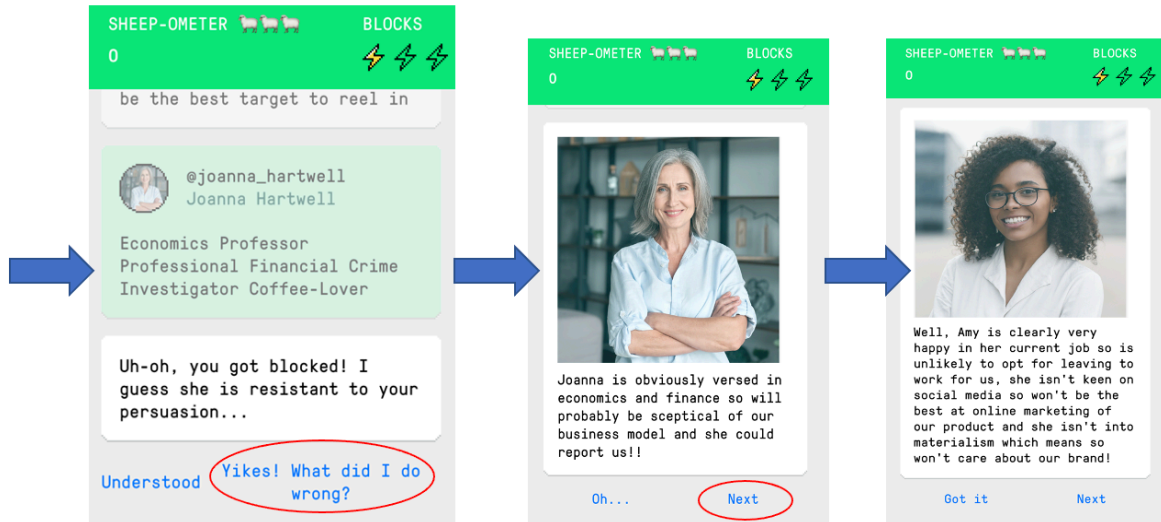 SHEEP-OMETER 🐑🐑🐑 BLOCKS
0
be the best target to reel in
@joanna_hartwell
Joanna Hartwell
Economics Professor
Professional Financial Crime
Investigator Coffee-Lover
Uh-oh, you got blocked! I
guess she is resistant to your
persuasion...
Understood
Yikes! What did I do
wrong?
SHEEP-OMETER 🐑🐑🐑 BLOCKS
0
Joanna is obviously versed in
economics and finance so will
probably be sceptical of our
business model and she could
report us!!
Oh... Next
SHEEP-OMETER 🐑🐑🐑 BLOCKS
0
Well, Amy is clearly very
happy in her current job so is
unlikely to opt for leaving to
work for us, she isn't keen on
social media so won't be the
best at online marketing of
our product and she isn't into
materialism which means so
won't care about our brand!
Got it Next